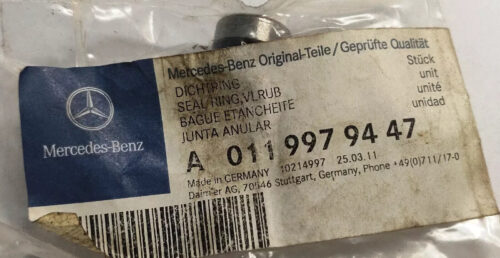 Mercedes-Benz Original-Teile/Geprüfte Qualität
DICHTRING Stück
SEAL RING,VLRUB unit
BAGUE ETANCHEITE unité
JUNTA ANULAR unidad
Mercedes-Benz
A 011 997 94 47
Made in GERMANY 10214997 25.03.11
Daimler AG, 70546 Stuttgart, Germany, Phone +49(0)711/17-0